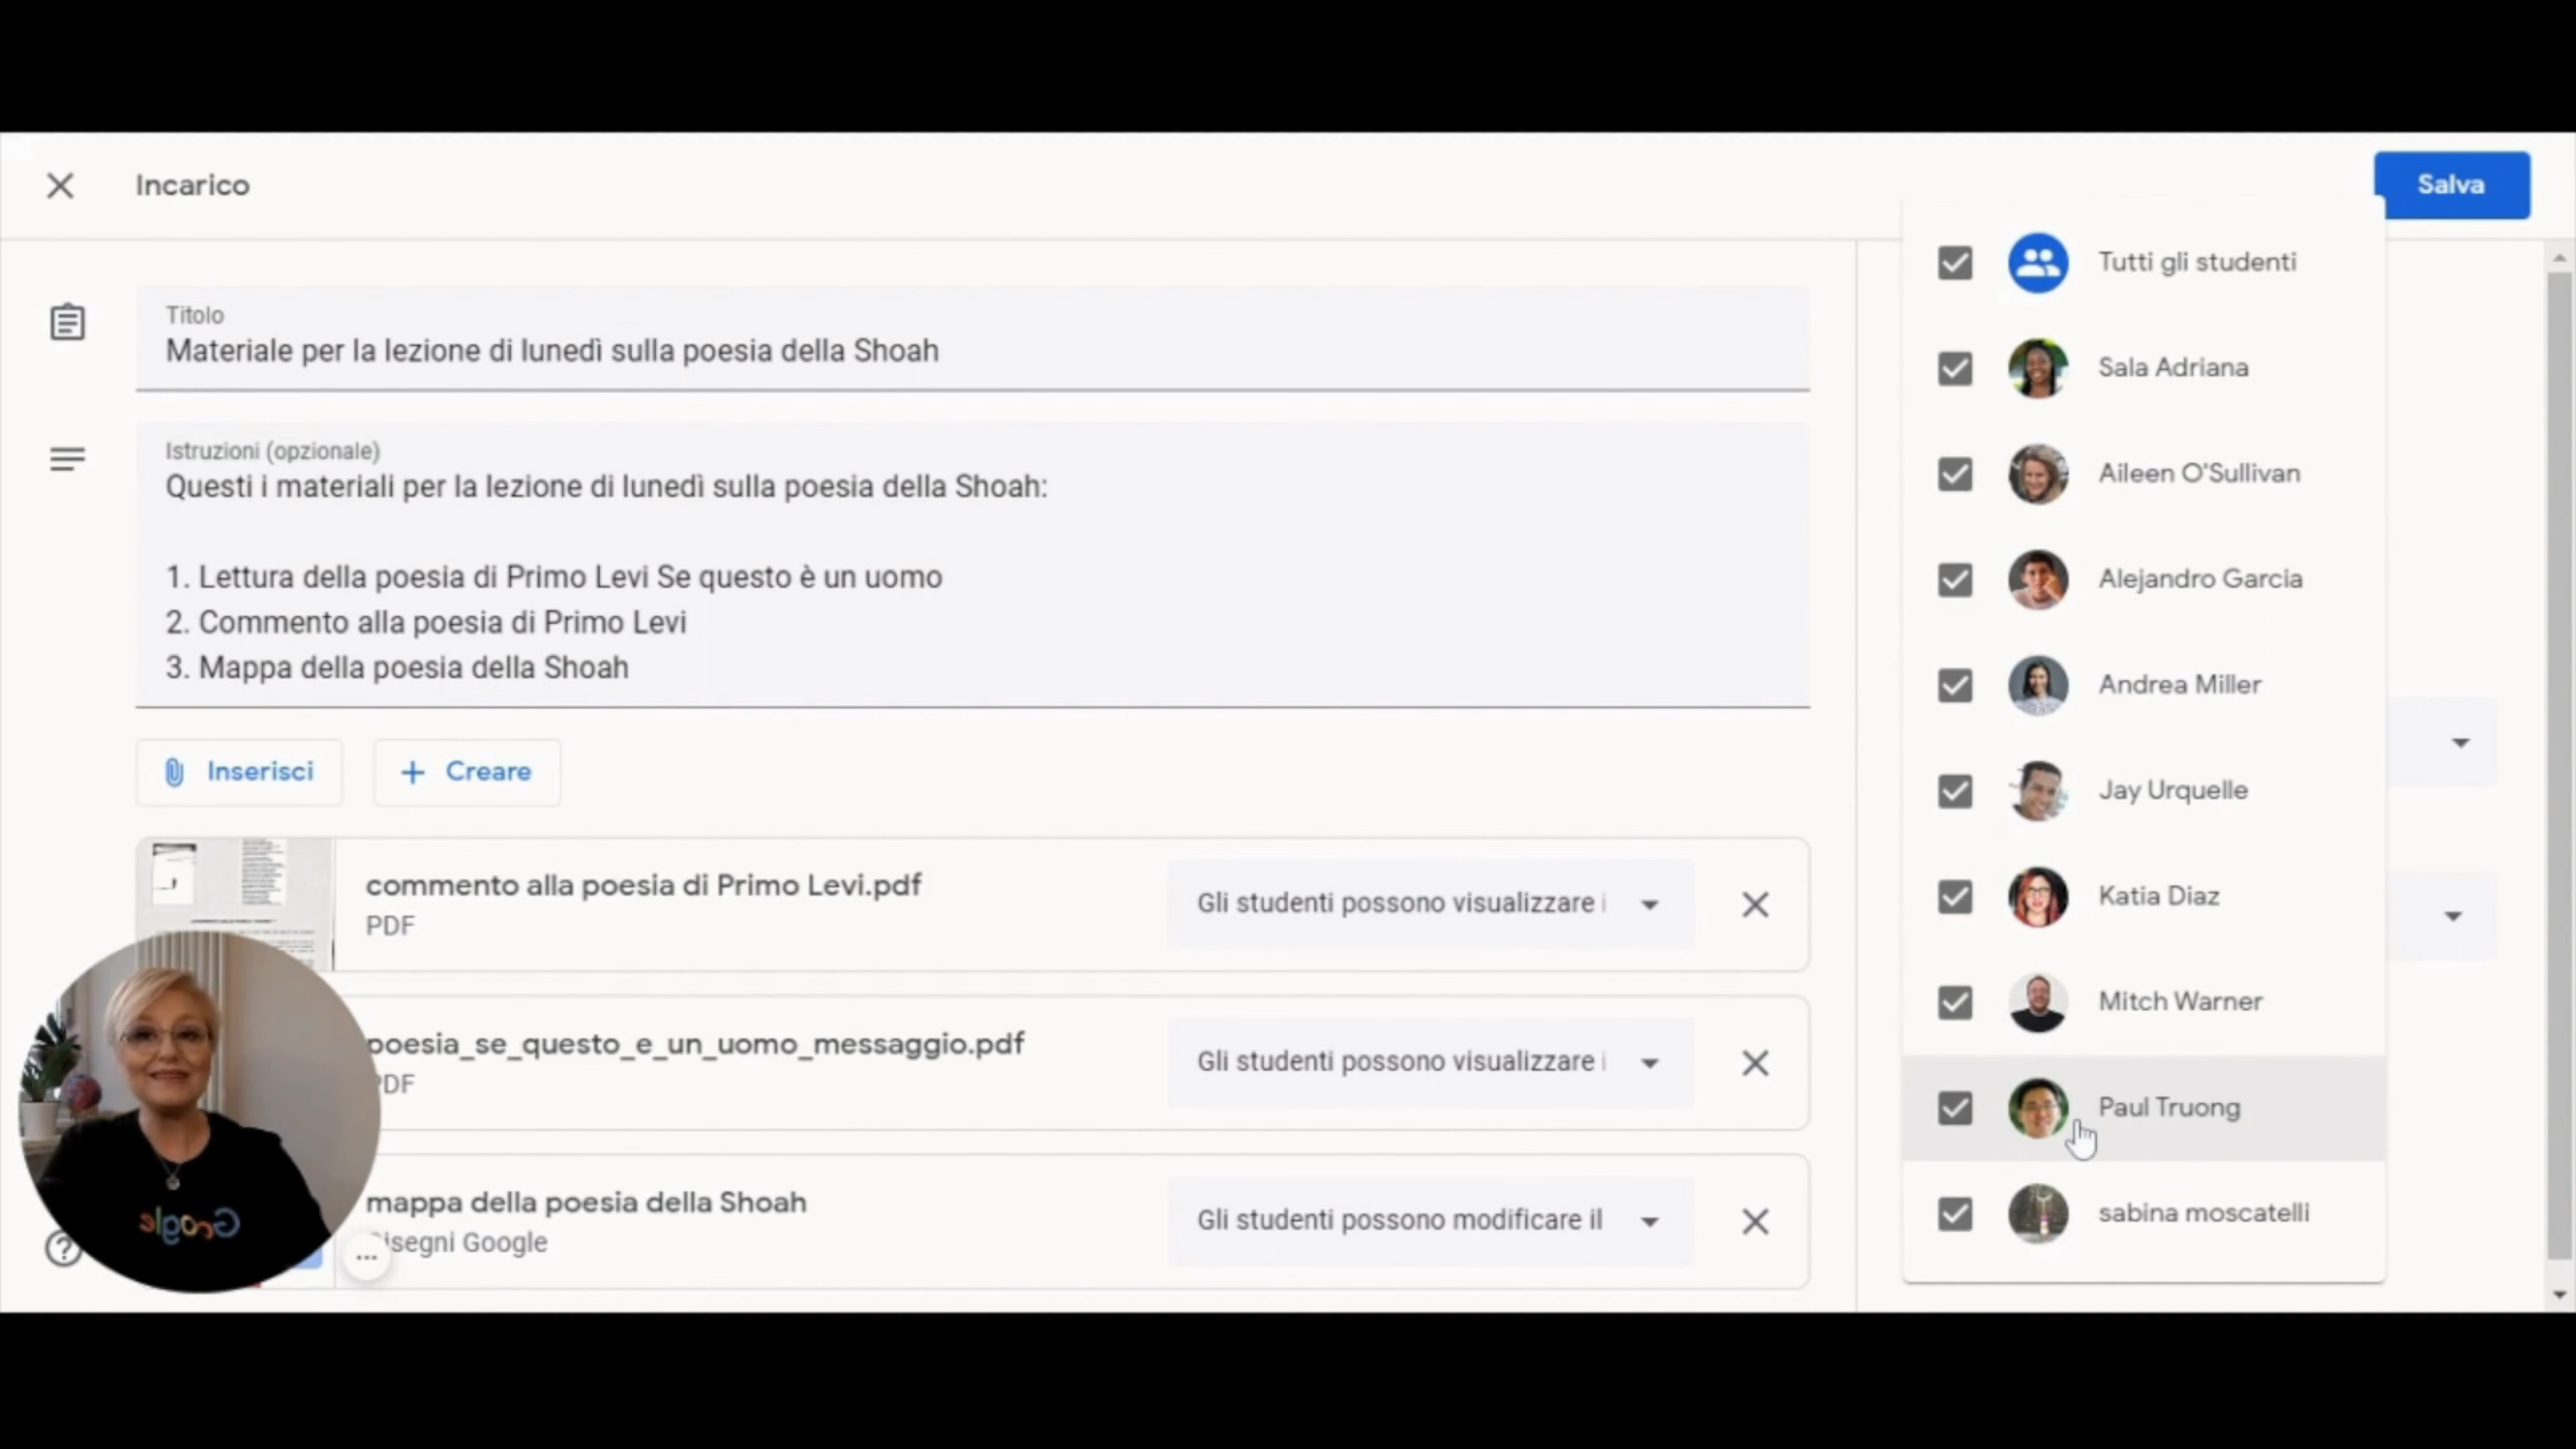 Incarico
Salva
Titolo
Materiale per la lezione di lunedì sulla poesia della Shoah
Istruzioni (opzionale)
Questi i materiali per la lezione di lunedì sulla poesia della Shoah:
1. Lettura della poesia di Primo Levi Se questo è un uomo
2. Commento alla poesia di Primo Levi
3. Mappa della poesia della Shoah
Inserisci
+ Creare
commento alla poesia di Primo Levi.pdf
PDF
Gli studenti possono visualizzare i
poesia_se_questo_e_un_uomo_messaggio.pdf
PDF
Gli studenti possono visualizzare i
mappa della poesia della Shoah
isegni Google
Gli studenti possono modificare il
Google
Tutti gli studenti
Sala Adriana
Aileen O'Sullivan
Alejandro Garcia
Andrea Miller
Jay Urquelle
Katia Diaz
Mitch Warner
Paul Truong
sabina moscatelli